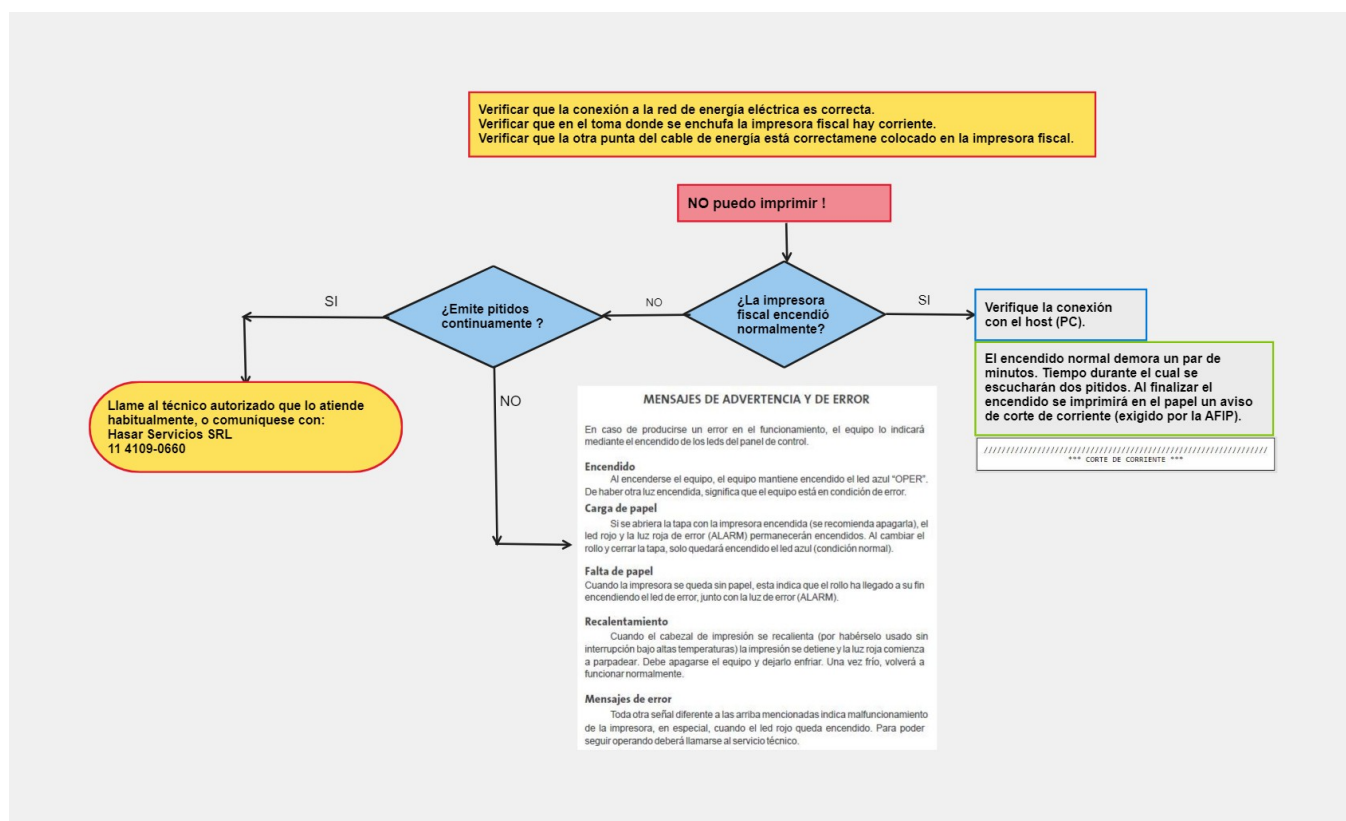 Verificar que la conexión a la red de energía eléctrica es correcta.
Verificar que en el toma donde se enchufa la impresora fiscal hay corriente.
Verificar que la otra punta del cable de energía está correctamene colocado en la impresora fiscal.
NO puedo imprimir !
¿La impresora
fiscal encendió
normalmente?
SI
Verifique la conexión
con el host (PC).
El encendido normal demora un par de
minutos. Tiempo durante el cual se
escucharán dos pitidos. Al finalizar el
encendido se imprimirá en el papel un aviso
de corte de corriente (exigido por la AFIP).
////////////////////////////////////////////////////////////////
*** CORTE DE CORRIENTE ***
NO
¿Emite pitidos
continuamente ?
SI
Llame al técnico autorizado que lo atiende
habitualmente, o comuníquese con:
Hasar Servicios SRL
11 4109-0660
NO
MENSAJES DE ADVERTENCIA Y DE ERROR
En caso de producirse un error en el funcionamiento, el equipo lo indicará
mediante el encendido de los leds del panel de control.
Encendido
Al encenderse el equipo, el equipo mantiene encendido el led azul "OPER".
De haber otra luz encendida, significa que el equipo está en condición de error.
Carga de papel
Si se abriera la tapa con la impresora encendida (se recomienda apagarla), el
led rojo y la luz roja de error (ALARM) permanecerán encendidos. Al cambiar el
rollo y cerrar la tapa, solo quedará encendido el led azul (condición normal).
Falta de papel
Cuando la impresora se queda sin papel, esta indica que el rollo ha llegado a su fin
encendiendo el led de error, junto con la luz de error (ALARM).
Recalentamiento
Cuando el cabezal de impresión se recalienta (por habérselo usado sin
interrupción bajo altas temperaturas) la impresión se detiene y la luz roja comienza
a parpadear. Debe apagarse el equipo y dejarlo enfriar. Una vez frío, volverá a
funcionar normalmente.
Mensajes de error
Toda otra señal diferente a las arriba mencionadas indica malfuncionamiento
de la impresora, en especial, cuando el led rojo queda encendido. Para poder
seguir operando deberá llamarse al servicio técnico.